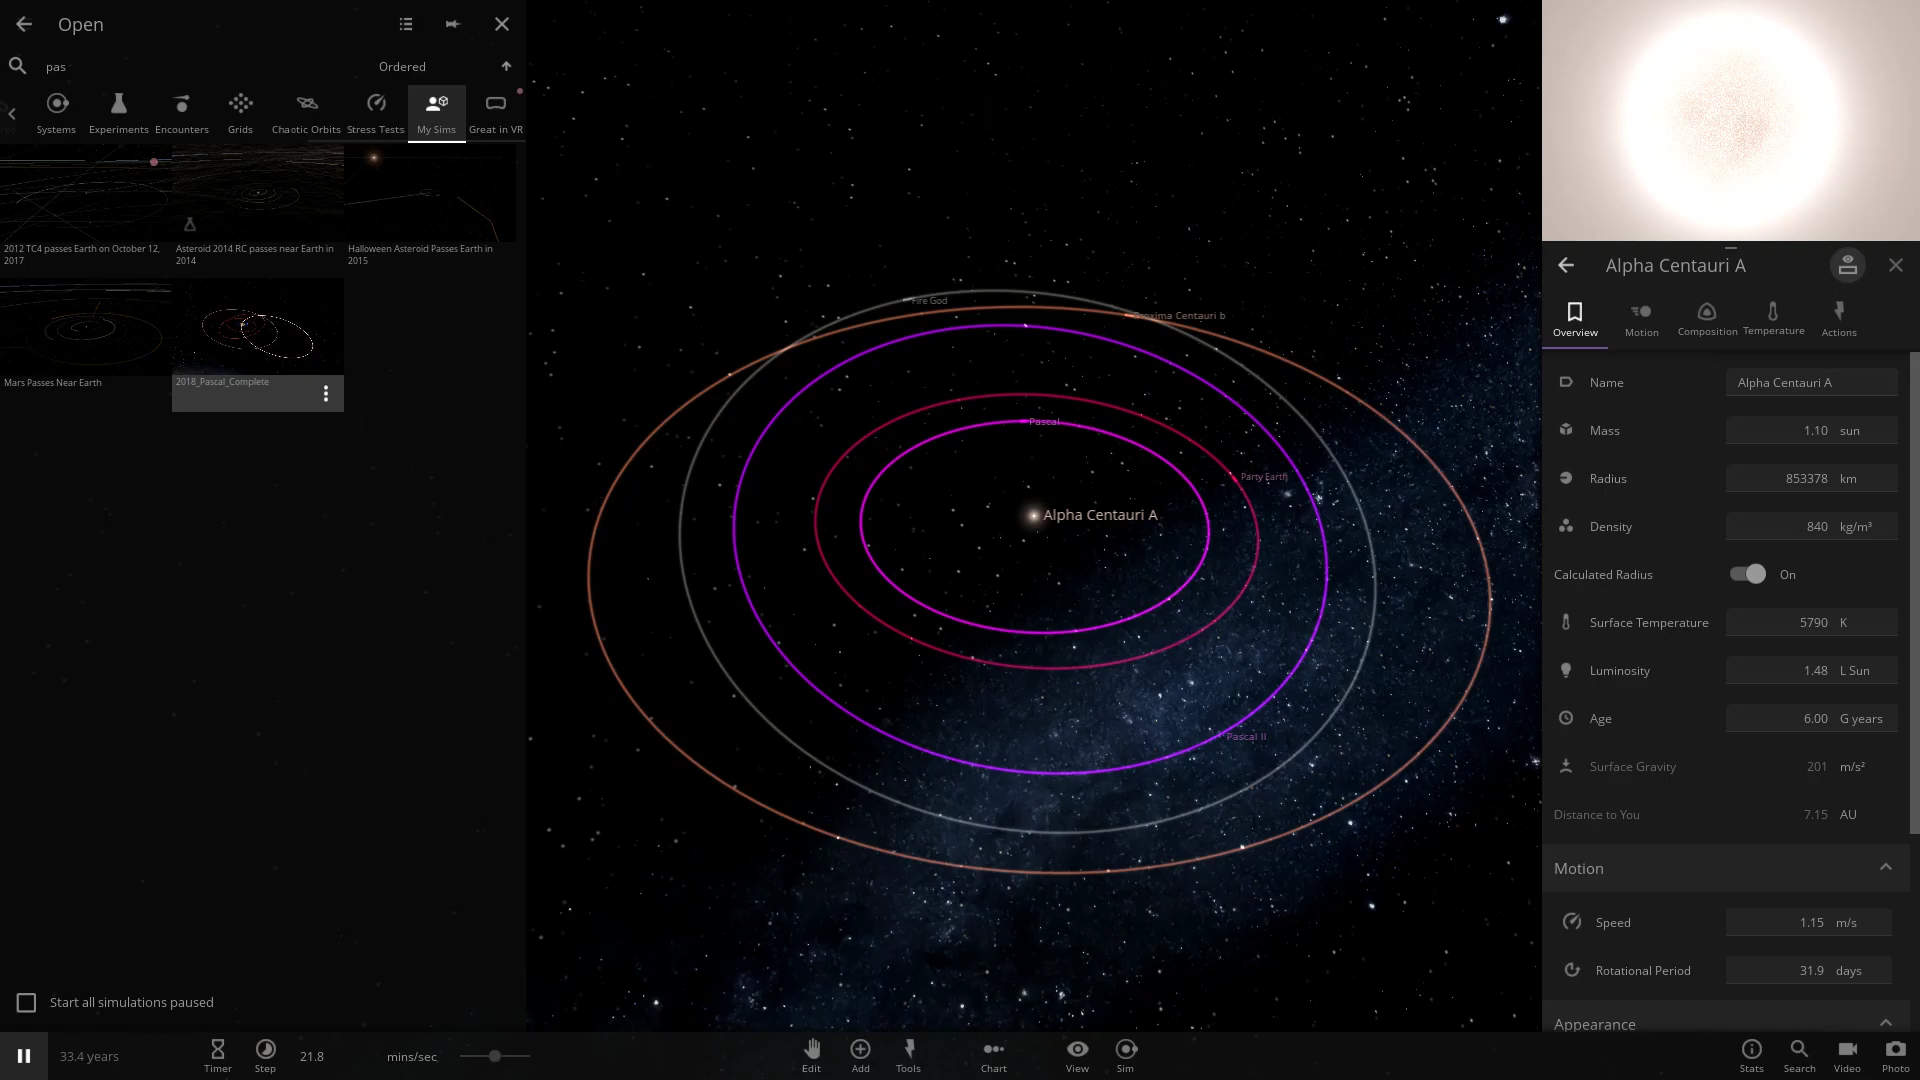 Open
pas
Ordered
Systems
Experiments
Encounters
Grids
Chaotic Orbits
Stress Tests
My Sims
Great in VR
2012 TC4 passes Earth on October 12,
2017
Asteroid 2014 RC passes near Earth in
2014
Halloween Asteroid Passes Earth in
2015
Mars Passes Near Earth
2018_Pascal_Complete
Start all simulations paused
Fire God
Proxima Centauri b
Pascal
Party Earth
Alpha Centauri A
Pascal II
Alpha Centauri A
Overview
Motion
Composition
Temperature
Actions
Name Alpha Centauri A
Mass 1.10 sun
Radius 853378 km
Density 840 kg/m³
Calculated Radius On
Surface Temperature 5790 K
Luminosity 1.48 L Sun
Age 6.00 G years
Surface Gravity 201 m/s²
Distance to You 7.15 AU
Motion
Speed 1.15 m/s
Rotational Period 31.9 days
Appearance
33.4 years
Timer
Step
21.8 mins/sec
Edit
Add
Tools
Chart
View
Sim
Stats
Search
Video
Photo